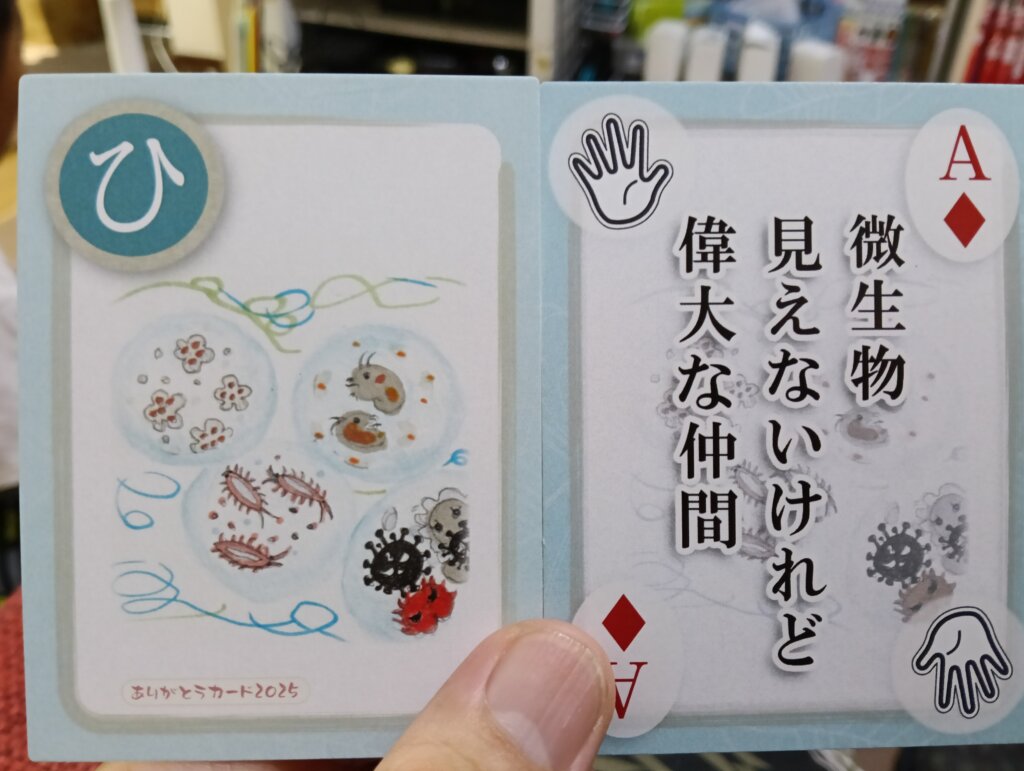 ひ
ありがとうカード2025
A
微生物
見えないけれど
偉大な仲間
A